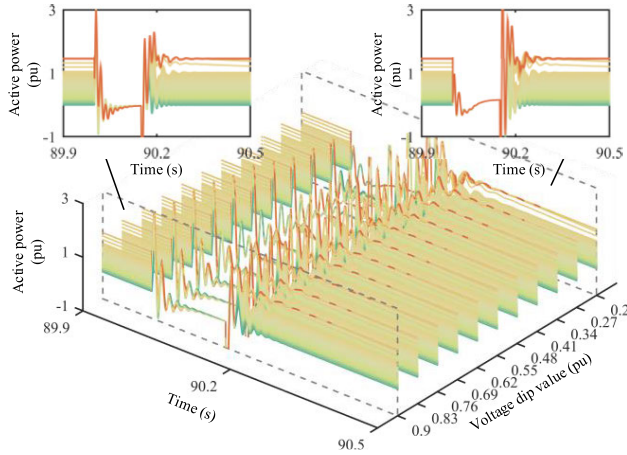 3
1
-1
Active power
(pu)
89.9
90.2
90.5
Time (s)
3
1
-1
Active power
(pu)
89.9
90.2
90.5
Time (s)
3
1
-1
Active power
(pu)
89.9
90.2
90.5
Time (s)
0.2
0.27
0.34
0.41
0.48
0.55
0.62
0.69
0.76
0.83
0.9
Voltage dip value (pu)